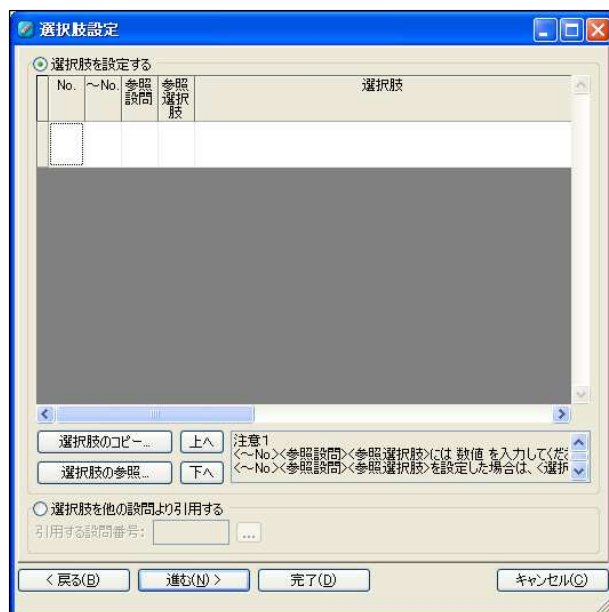 選択肢設定
選択肢を設定する
No. ～No. 参照設問 参照選択肢 選択肢
選択肢のコピー... 上へ
選択肢の参照... 下へ
注意1
<～No><参照設問><参照選択肢>には 数値 を入力してくだ
<～No><参照設問><参照選択肢>を設定した場合は、<選択
選択肢を他の設問より引用する
引用する設問番号: ...
< 戻る(B) 進む(N) > 完了(D) キャンセル(C)